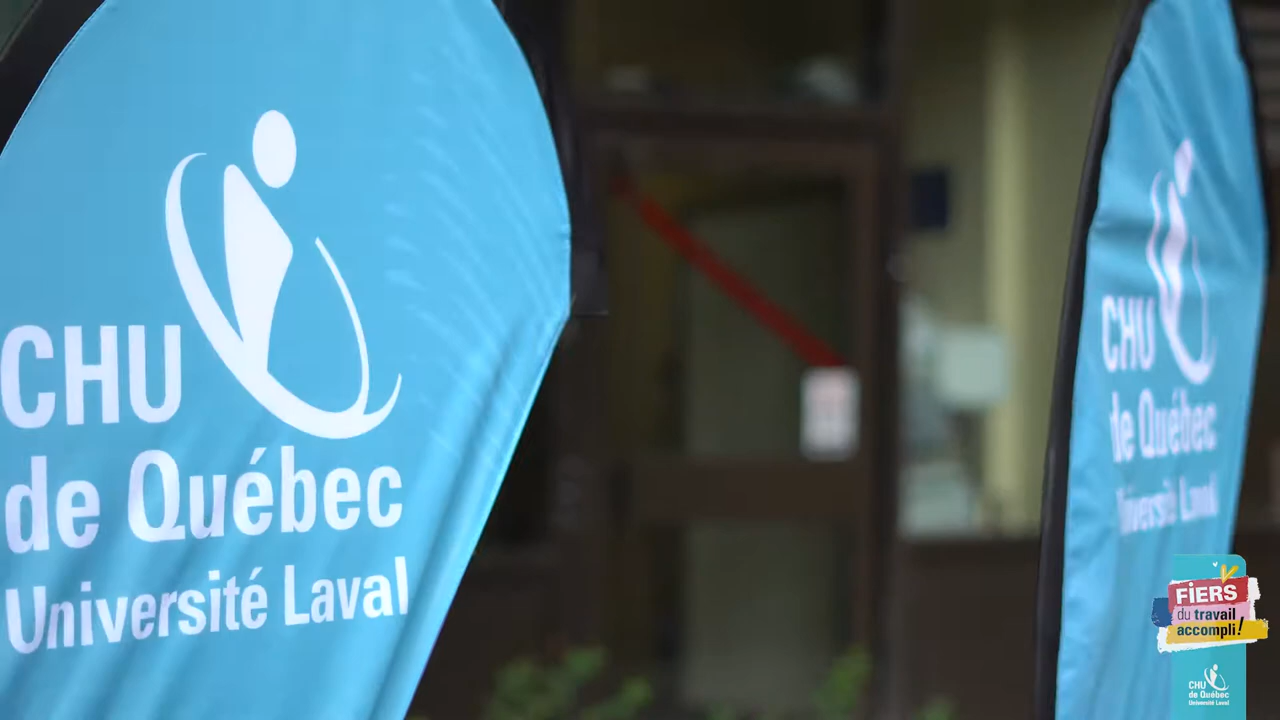 CHU
de Québec
Université Laval
CHU
de Québec
Université Laval
FiERS
du travail
accompli!
CHU
de Québec
Université Laval